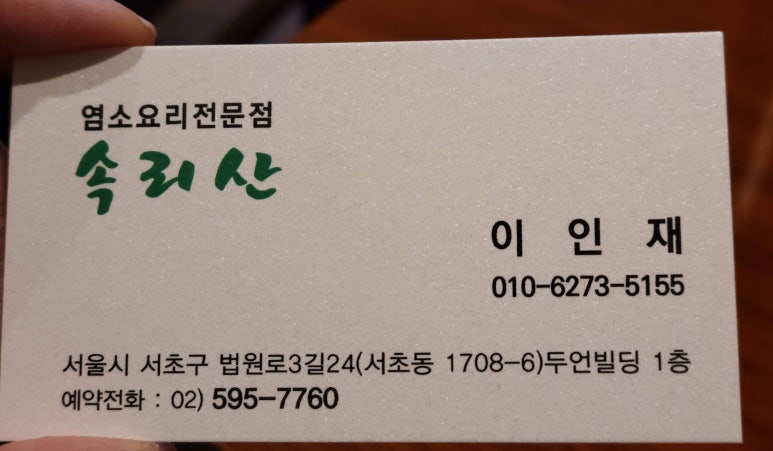 염소요리전문점
속리산
이 인 재
010-6273-5155
서울시 서초구 법원로3길24(서초동 1708-6)두언빌딩 1층
예약전화 : 02) 595-7760